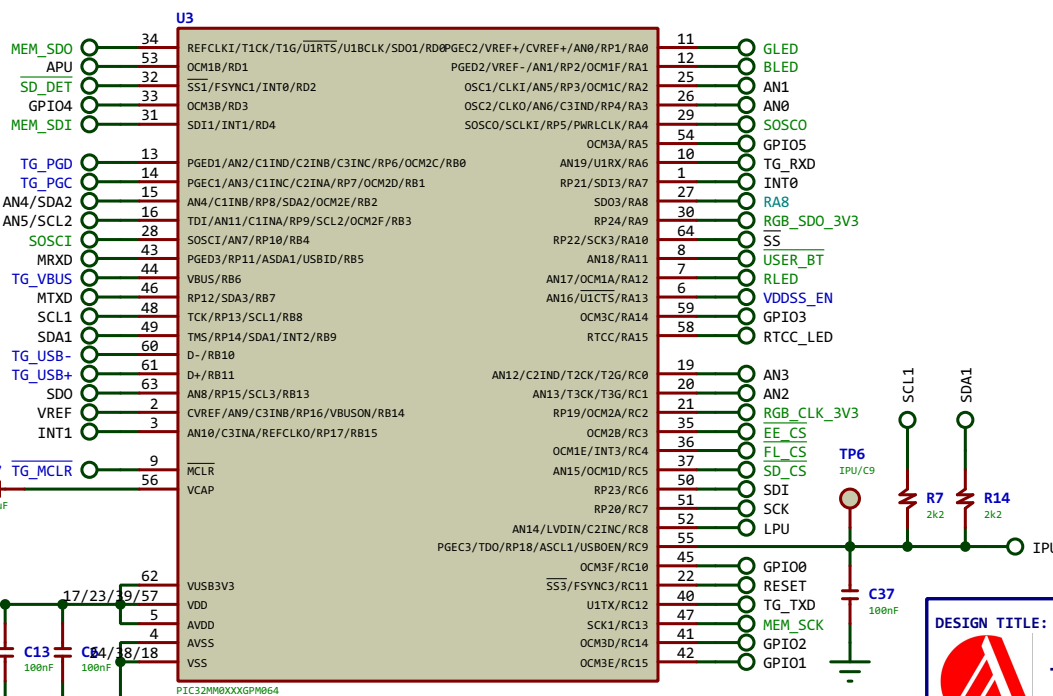 U3
MEM_SDO 34 REFCLKI/T1CK/T1G/U1RTS/U1BCLK/SDO1/RD0 PGEC2/VREF+/CVREF+/AN0/RP1/RA0 11 GLED
APU 53 OCM1B/RD1 PGED2/VREF-/AN1/RP2/OCM1F/RA1 12 BLED
SD_DET 32 SS1/FSYNC1/INT0/RD2 OSC1/CLKI/AN5/RP3/OCM1C/RA2 25 AN1
GPIO4 33 OCM3B/RD3 OSC2/CLKO/AN6/C3IND/RP4/RA3 26 AN0
MEM_SDI 31 SDI1/INT1/RD4 SOSCO/SCLKI/RP5/PWRLCLK/RA4 29 SOSCO
OCM3A/RA5 54 GPIO5
TG_PGD 13 PGED1/AN2/C1IND/C2INB/C3INC/RP6/OCM2C/RB0 AN19/U1RX/RA6 10 TG_RXD
TG_PGC 14 PGEC1/AN3/C1INC/C2INA/RP7/OCM2D/RB1 RP21/SDI3/RA7 1 INT0
AN4/SDA2 15 AN4/C1INB/RP8/SDA2/OCM2E/RB2 SDO3/RA8 27 RA8
AN5/SCL2 16 TDI/AN11/C1INA/RP9/SCL2/OCM2F/RB3 RP24/RA9 30 RGB_SDO_3V3
SOSCI 28 SOSCI/AN7/RP10/RB4 RP22/SCK3/RA10 64 SS
MRXD 43 PGED3/RP11/ASDA1/USBID/RB5 AN18/RA11 8 USER_BT
TG_VBUS 44 VBUS/RB6 AN17/OCM1A/RA12 7 RLED
MTXD 46 RP12/SDA3/RB7 AN16/U1CTS/RA13 6 VDDSS_EN
SCL1 48 TCK/RP13/SCL1/RB8 OCM3C/RA14 59 GPIO3
SDA1 49 TMS/RP14/SDA1/INT2/RB9 RTCC/RA15 58 RTCC_LED
TG_USB- 60 D-/RB10
TG_USB+ 61 D+/RB11 AN12/C2IND/T2CK/T2G/RC0 19 AN3
SDO 63 AN8/RP15/SCL3/RB13 AN13/T3CK/T3G/RC1 20 AN2
VREF 2 CVREF/AN9/C3INB/RP16/VBUSON/RB14 RP19/OCM2A/RC2 21 RGB_CLK_3V3
INT1 3 AN10/C3INA/REFCLKO/RP17/RB15 OCM2B/RC3 35 EE_CS
OCM1E/INT3/RC4 36 FL_CS
TG_MCLR 9 MCLR AN15/OCM1D/RC5 37 SD_CS
56 VCAP RP23/RC6 50 SDI
RP20/RC7 51 SCK
AN14/LVDIN/C2INC/RC8 52 LPU
PGEC3/TDO/RP18/ASCL1/USBOEN/RC9 55
OCM3F/RC10 45 GPIO0
62 VUSB3V3 SS3/FSYNC3/RC11 22 RESET
17/23/39/57 VDD U1TX/RC12 40 TG_TXD
5 AVDD SCK1/RC13 47 MEM_SCK
4 AVSS OCM3D/RC14 41 GPIO2
24/38/18 VSS OCM3E/RC15 42 GPIO1
PIC32MM0XXXGPM064
SCL1
SDA1
TP6
IPU/C9
R7
2k2
R14
2k2
C37
100nF
C13
100nF
100nF
DESIGN TITLE: